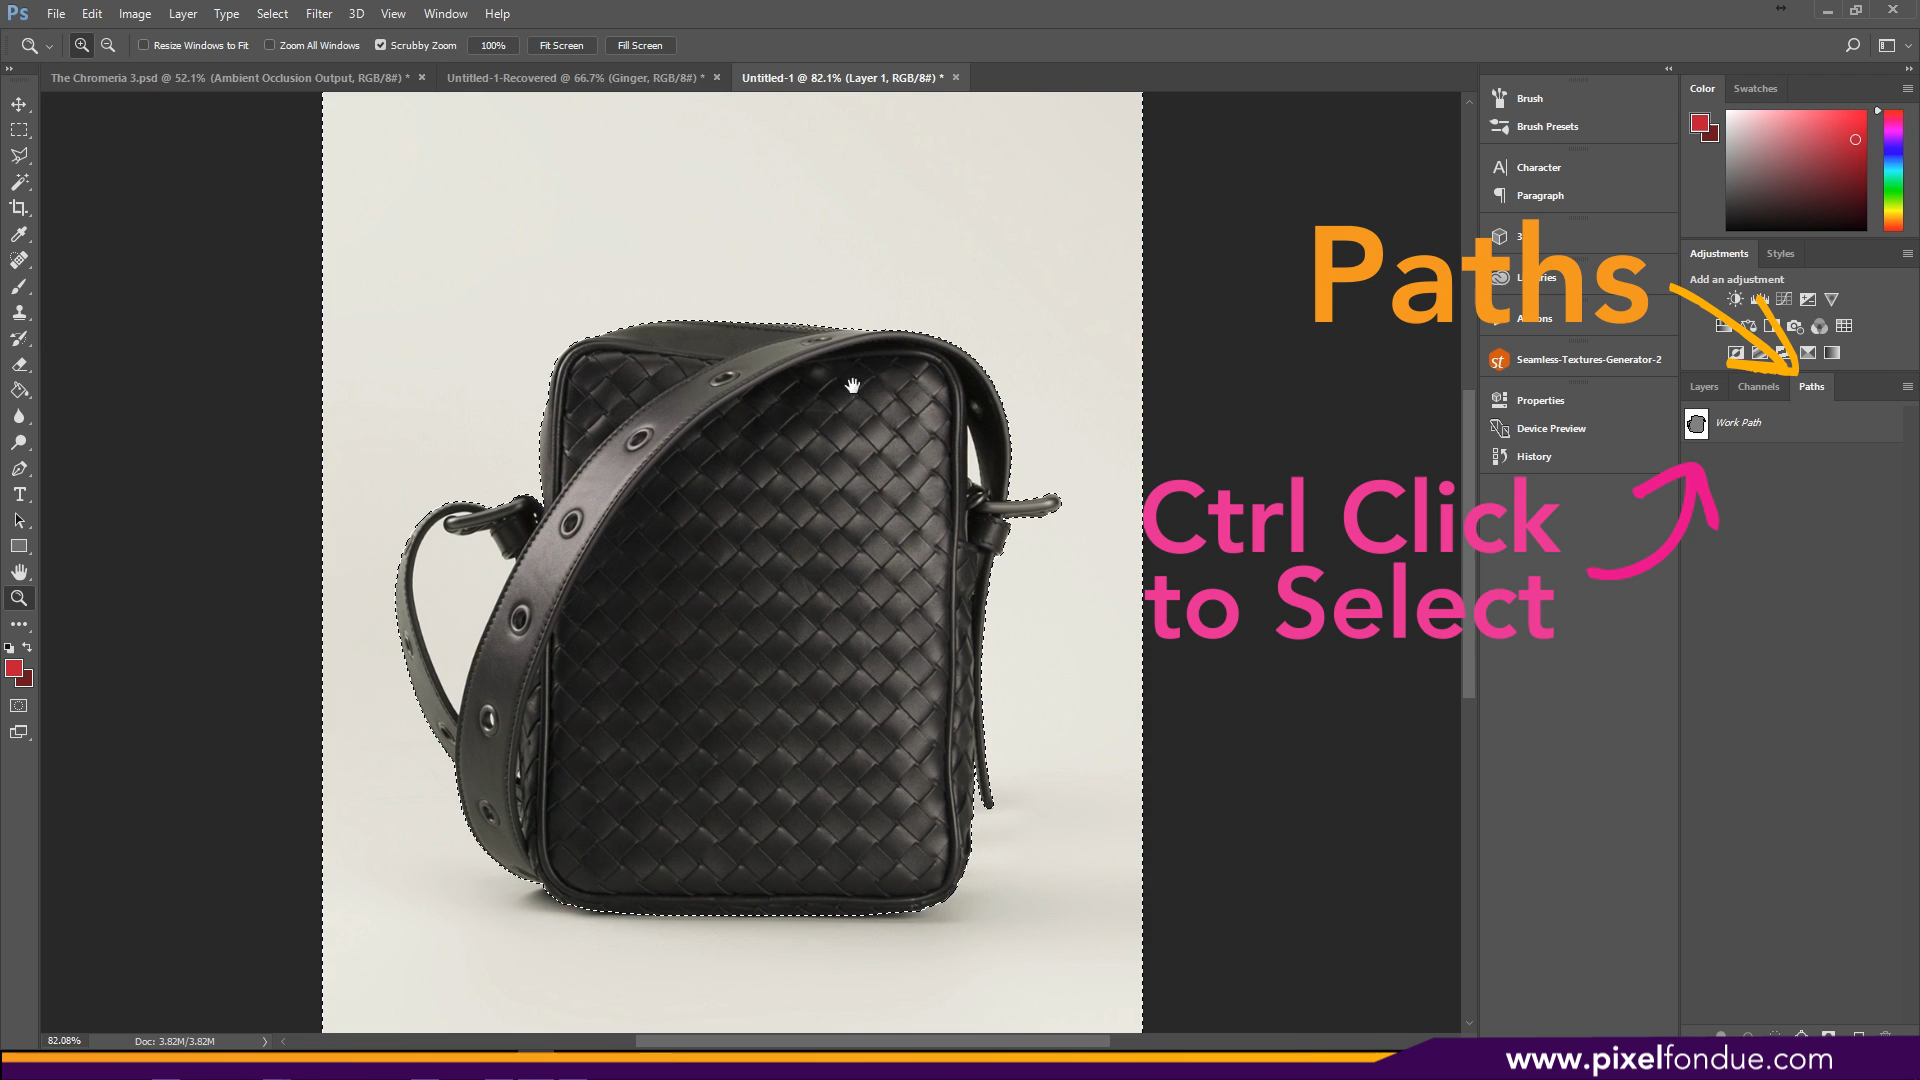 Ps File Edit Image Layer Type Select Filter 3D View Window Help
Resize Windows to Fit Zoom All Windows Scrubby Zoom 100% Fit Screen Fill Screen
The Chromeria 3.psd @ 52.1% (Ambient Occlusion Output, RGB/8#) * Untitled-1-Recovered @ 66.7% (Ginger, RGB/8#) * Untitled-1 @ 82.1% (Layer 1, RGB/8#) *
Brush
Brush Presets
Character
Paragraph
Seamless-Textures-Generator-2
Properties
Device Preview
History
Color Swatches
Adjustments Styles
Add an adjustment
Layers Channels Paths
Work Path
Paths
Ctrl Click
to Select
82.08% Doc: 3.82M/3.82M
www.pixelfondue.com